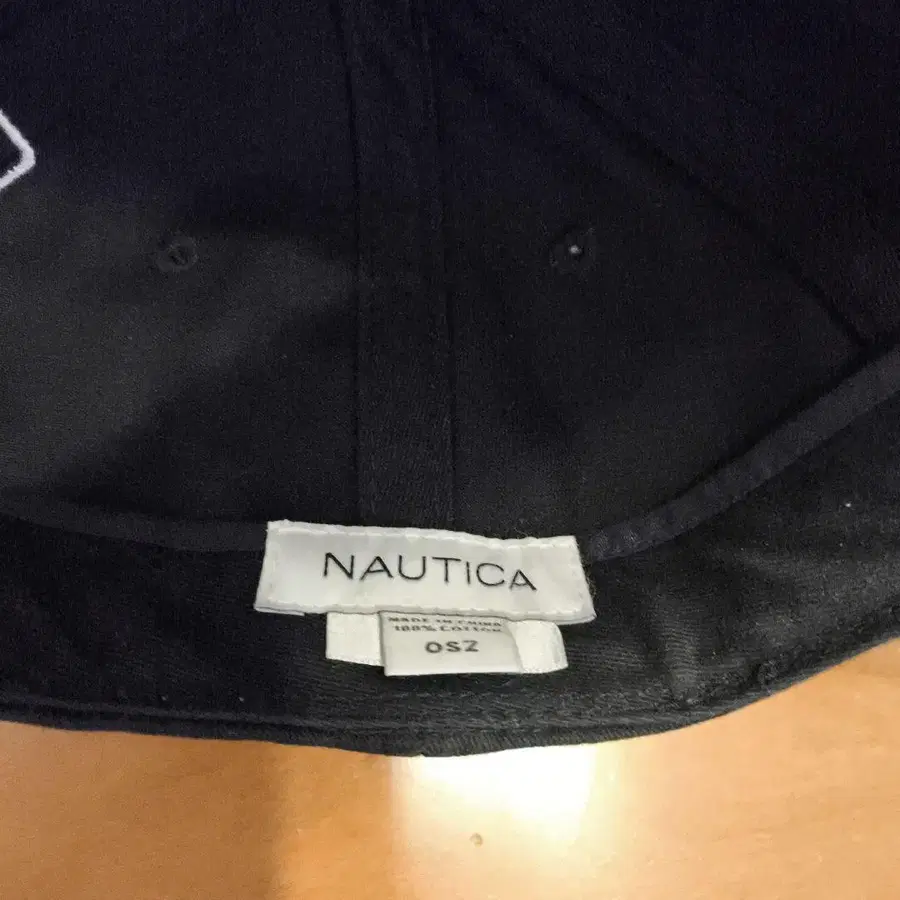 NAUTICA
MADE IN CHINA
100% COTTON
OSZ